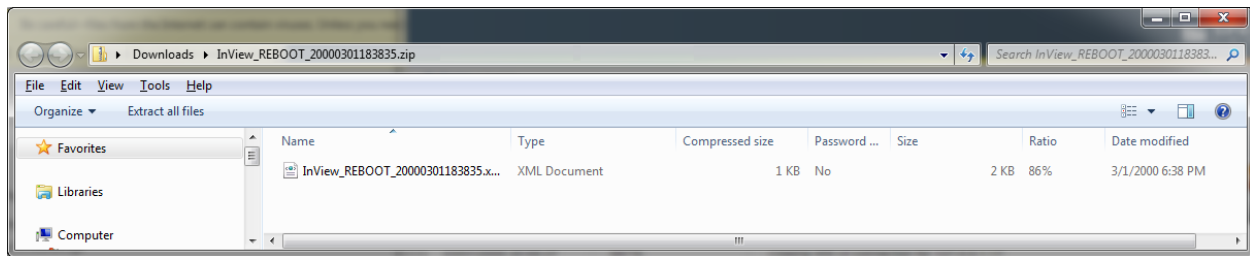 Downloads InView_REBOOT_20000301183835.zip
Search InView_REBOOT_2000030118383...
File Edit View Tools Help
Organize Extract all files
Favorites
Libraries
Computer
Name Type Compressed size Password ... Size Ratio Date modified
InView_REBOOT_20000301183835.x... XML Document 1 KB No 2 KB 86% 3/1/2000 6:38 PM